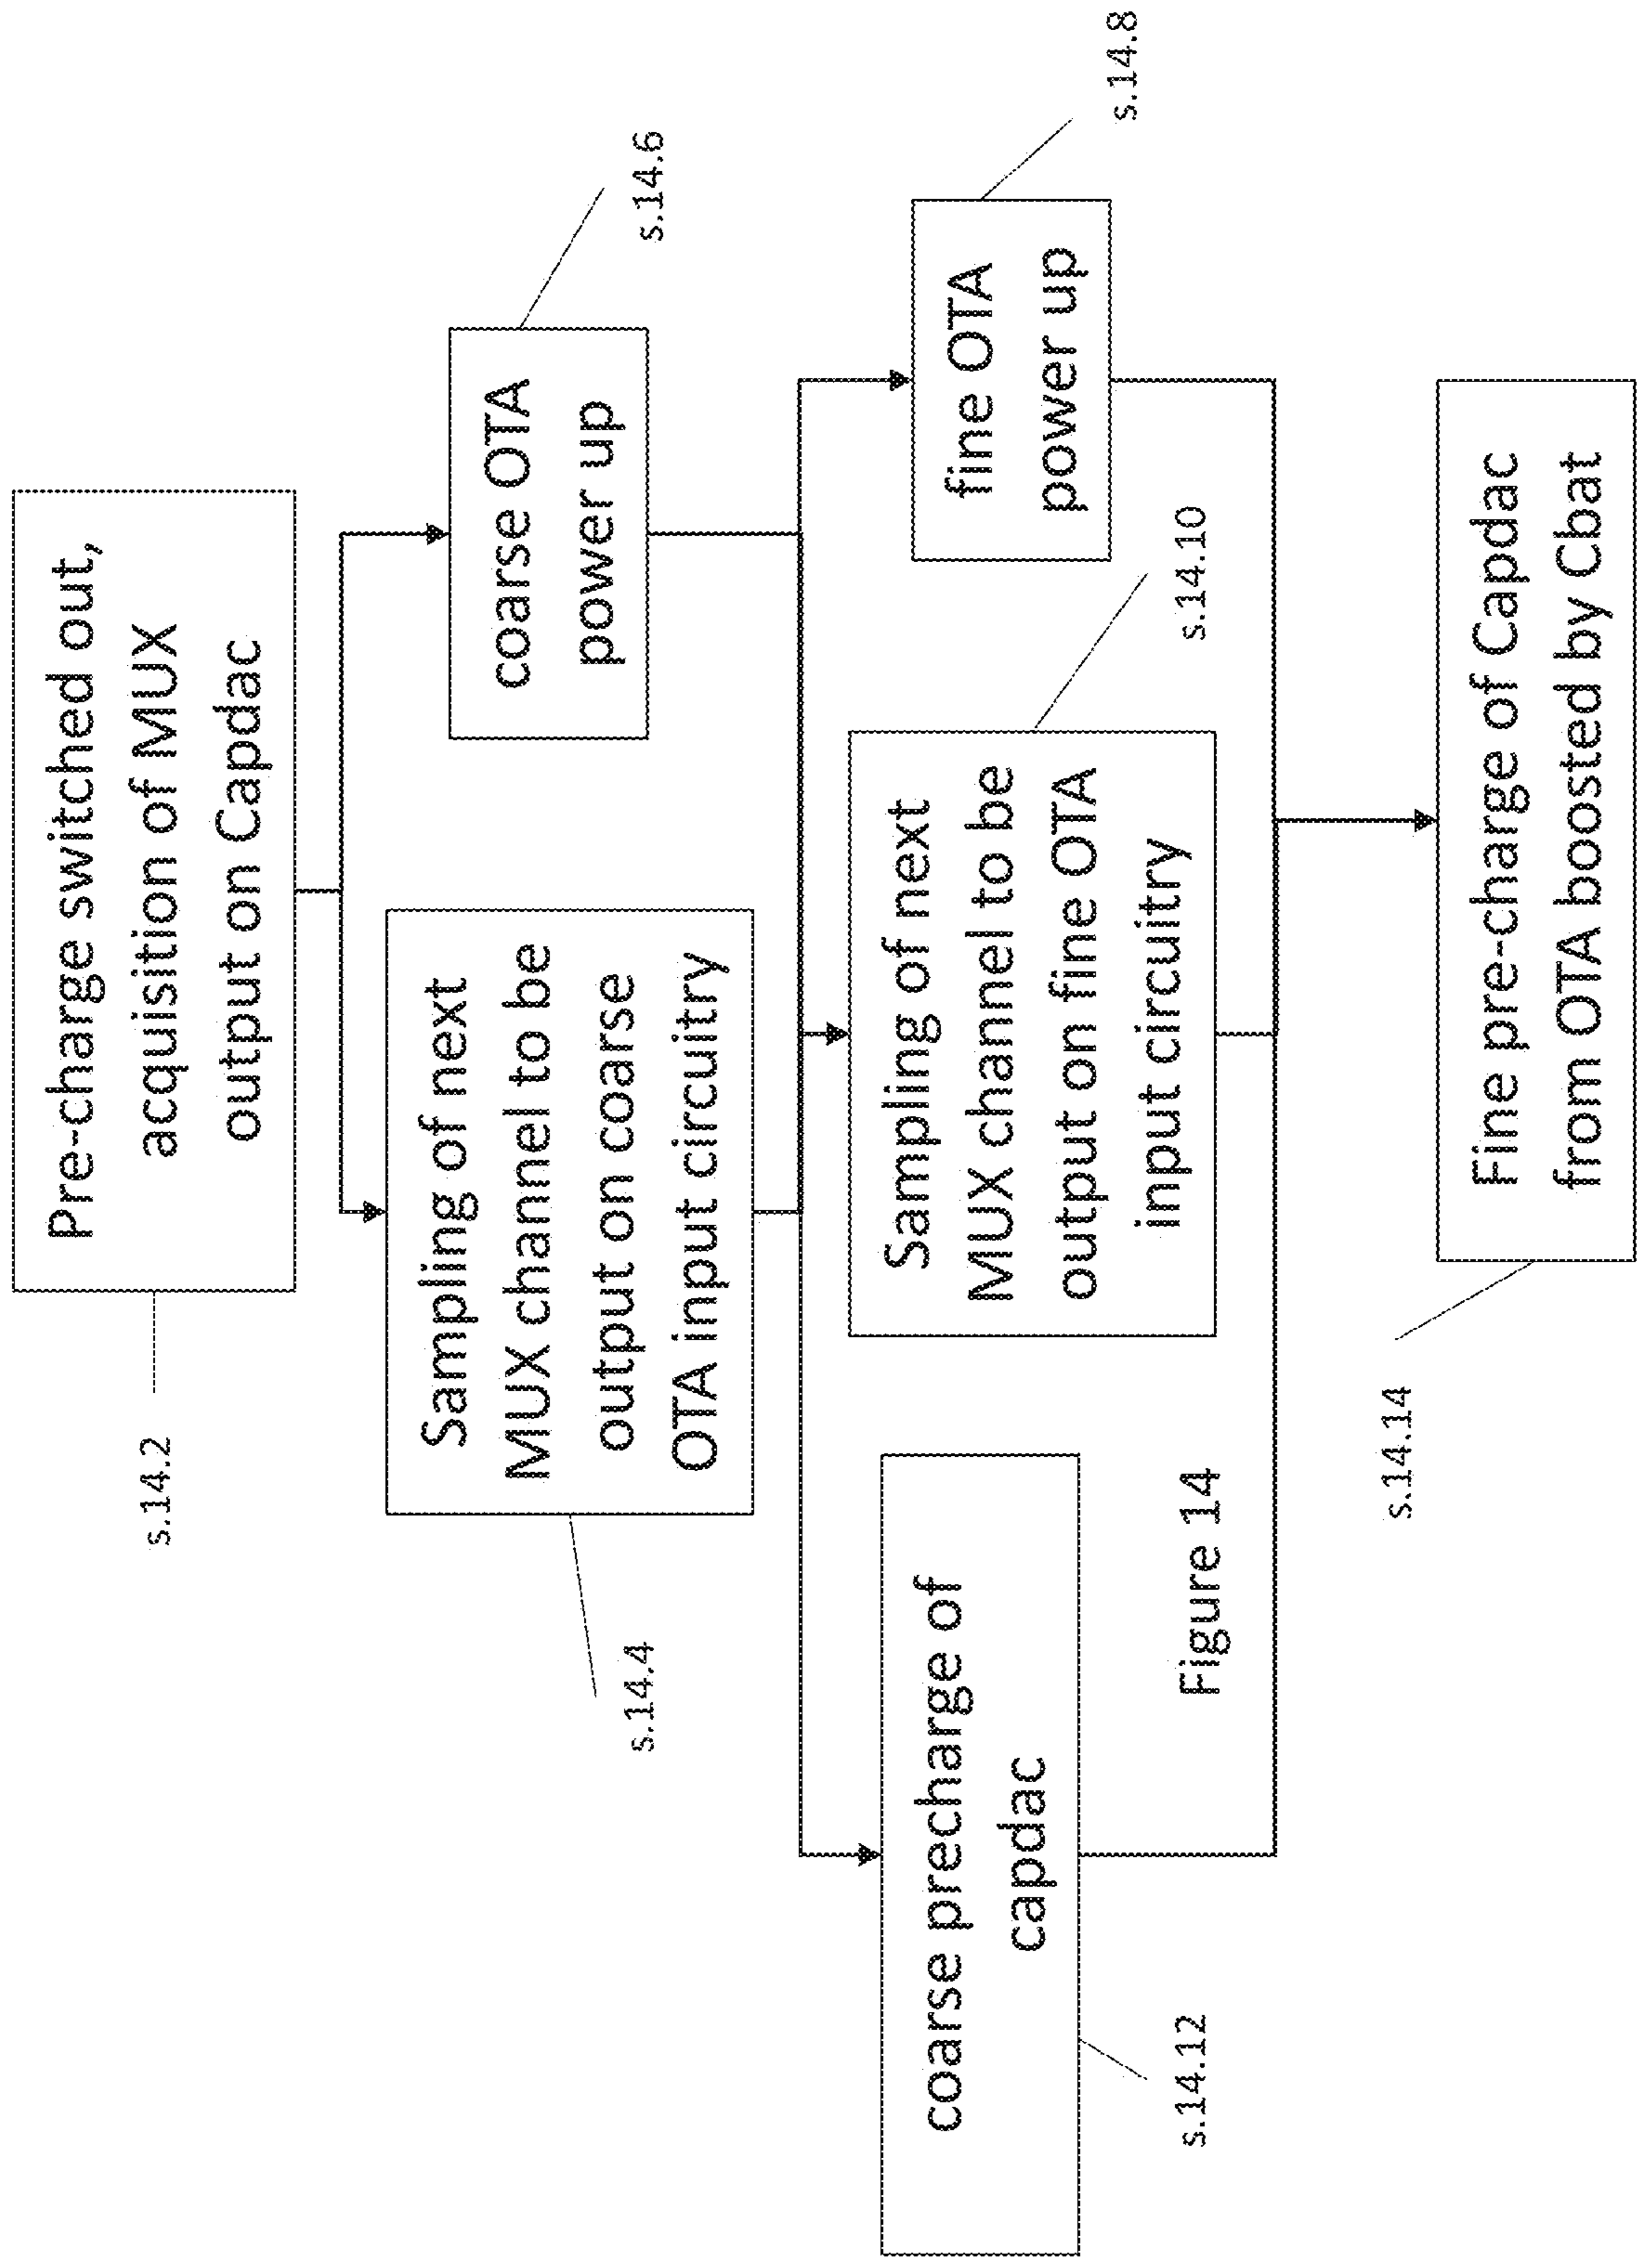 Pre-charge switched out,
acquisition of MUX
output on Capdac
s.14.2
Sampling of next
MUX channel to be
output on coarse
OTA input circuitry
s.14.4
coarse OTA
power up
s.14.6
coarse precharge of
capdac
s.14.12
Sampling of next
MUX channel to be
output on fine OTA
input circuitry
s.14.10
fine OTA
power up
s.14.8
Fine pre-charge of Capdac
from OTA boosted by Cbat
s.14.14
Figure 14